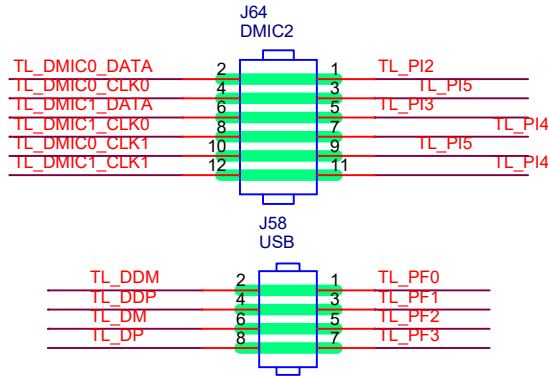 J64
DMIC2
TL_DMIC0_DATA 2 1 TL_PI2
TL_DMIC0_CLK0 4 3 TL_PI5
TL_DMIC1_DATA 6 5 TL_PI3
TL_DMIC1_CLK0 8 7 TL_PI4
TL_DMIC0_CLK1 10 9 TL_PI5
TL_DMIC1_CLK1 12 11 TL_PI4
J58
USB
TL_DDM 2 1 TL_PF0
TL_DDP 4 3 TL_PF1
TL_DM 6 5 TL_PF2
TL_DP 8 7 TL_PF3